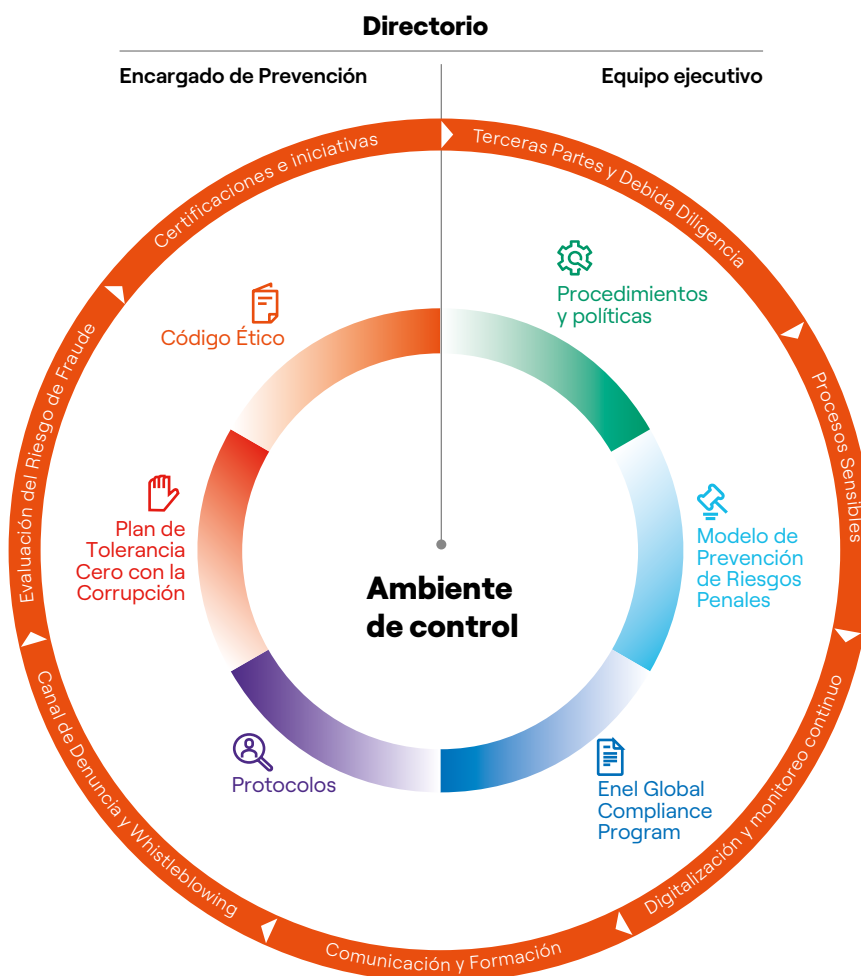 Directorio
Encargado de Prevención
Equipo ejecutivo
Certificaciones e iniciativas
Terceras Partes y Debida Diligencia
Procesos Sensibles
Digitalización y monitoreo continuo
Comunicación y Formación
Canal de Denuncia y Whistleblowing
Evaluación del Riesgo de Fraude
Código Ético
Procedimientos
y políticas
Plan de
Tolerancia
Cero con la
Corrupción
Modelo de
Prevención
de Riesgos
Penales
Ambiente
de control
Protocolos
Enel Global
Compliance
Program